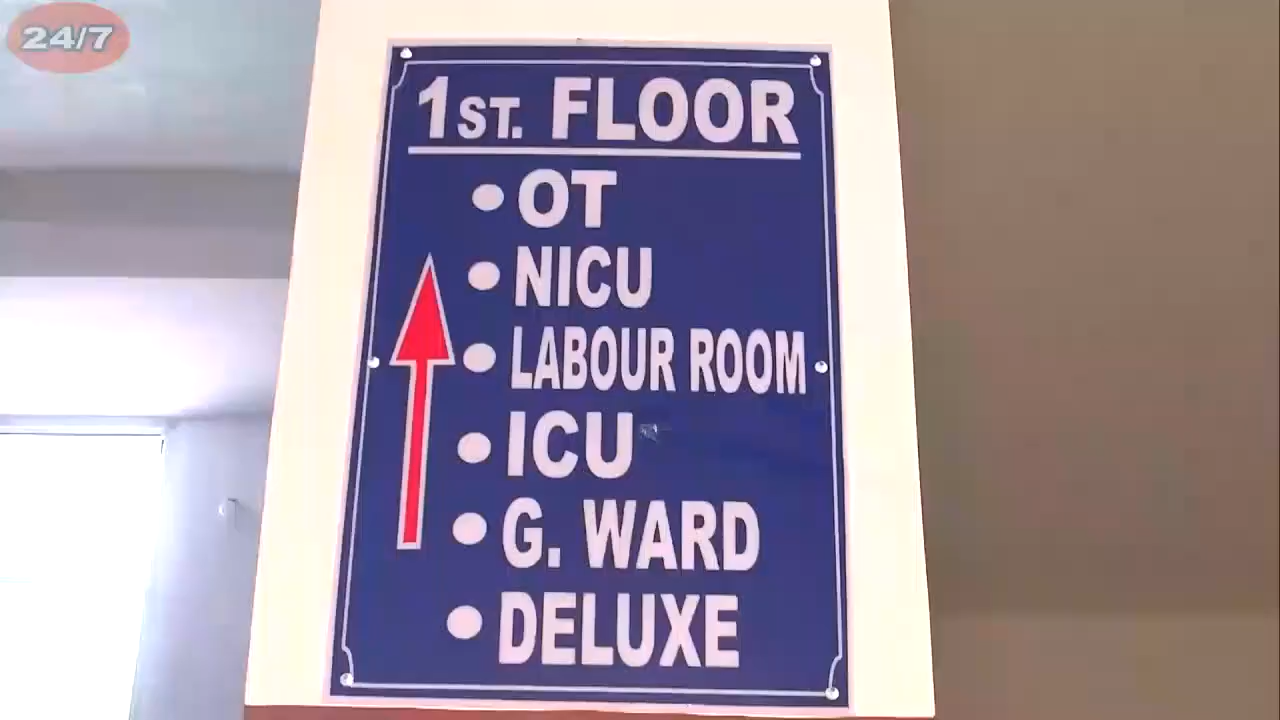 24/7
1ST. FLOOR
• OT
• NICU
• LABOUR ROOM
• ICU
• G. WARD
• DELUXE